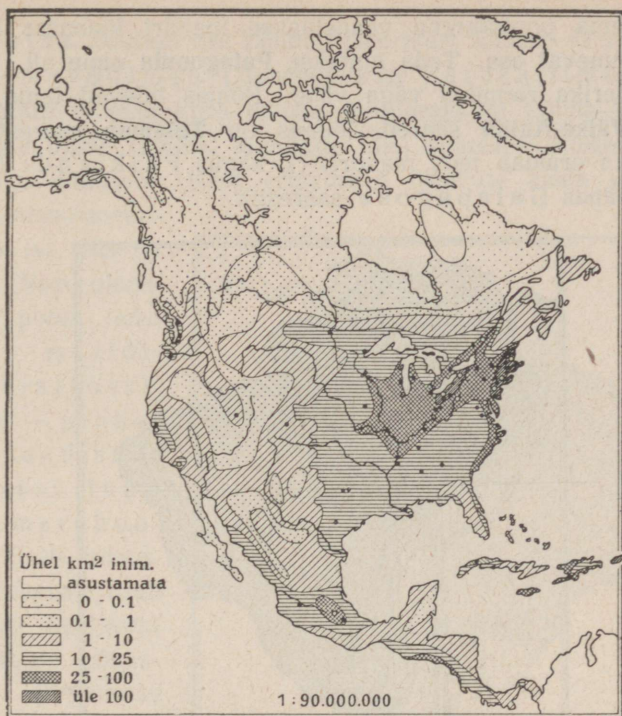 Ühel km² inim.
asustamata
0 - 0.1
0.1 - 1
1 - 10
10 - 25
25 - 100
üle 100
1 : 90.000.000